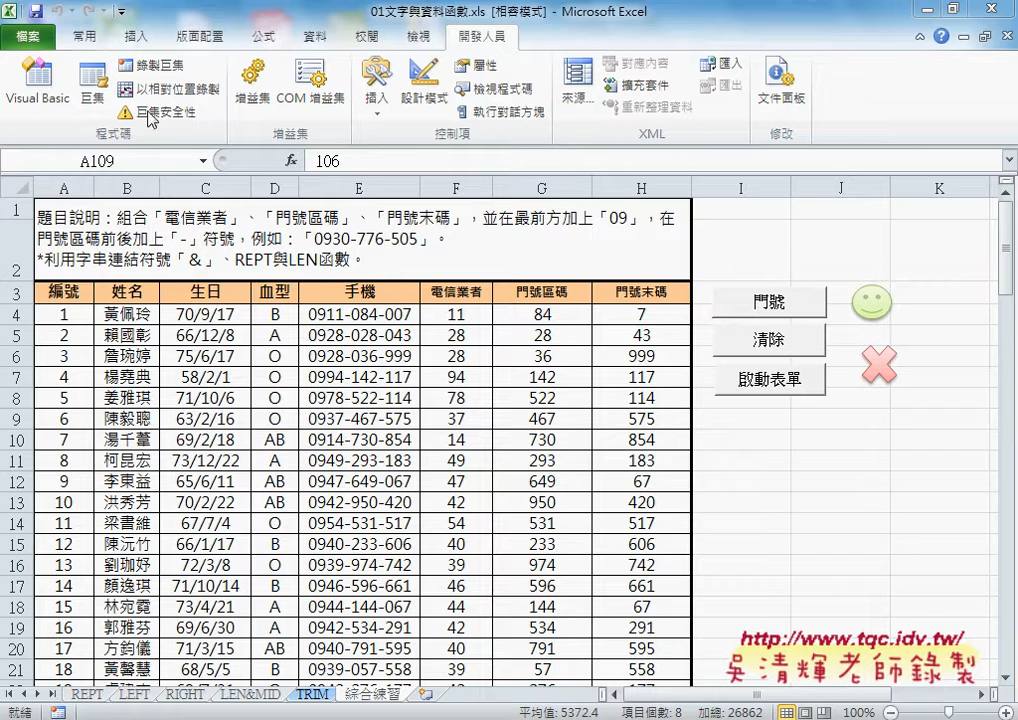 01文字與資料函數.xls [相容模式] - Microsoft Excel
檔案 常用 插入 版面配置 公式 資料 校閱 檢視 開發人員
Visual Basic 巨集 錄製巨集 以相對位置錄製 巨集安全性
增益集 COM 增益集
插入 設計模式 屬性 檢視程式碼 執行對話方塊
來源... 對應內容 擴充套件 重新整理資料 匯入 匯出
文件面板
程式碼 增益集 控制項 XML 修改
A109 fx 106
A B C D E F G H I J K
1 題目說明：組合「電信業者」、「門號區碼」、「門號末碼」，並在最前方加上「09」，在
門號區碼前後加上「-」符號，例如：「0930-776-505」。
2 *利用字串連結符號「&」、REPT與LEN函數。
3 編號 姓名 生日 血型 手機 電信業者 門號區碼 門號末碼
4 1 黃佩玲 70/9/17 B 0911-084-007 11 84 7
5 2 賴國彰 66/12/8 A 0928-028-043 28 28 43
6 3 詹琬婷 75/6/17 O 0928-036-999 28 36 999
7 4 楊堯典 58/2/1 O 0994-142-117 94 142 117
8 5 姜雅琪 71/10/6 O 0978-522-114 78 522 114
9 6 陳毅聰 63/2/16 O 0937-467-575 37 467 575
10 7 湯千蕙 69/2/18 AB 0914-730-854 14 730 854
11 8 柯昆宏 73/12/22 A 0949-293-183 49 293 183
12 9 李東益 65/6/11 AB 0947-649-067 47 649 67
13 10 洪秀芳 70/2/22 AB 0942-950-420 42 950 420
14 11 梁書維 67/7/4 O 0954-531-517 54 531 517
15 12 陳沅竹 66/1/17 B 0940-233-606 40 233 606
16 13 劉珈妤 72/3/8 O 0939-974-742 39 974 742
17 14 顏逸琪 71/10/14 B 0946-596-661 46 596 661
18 15 林宛霓 73/4/21 A 0944-144-067 44 144 67
19 16 郭雅芬 69/6/30 A 0942-534-291 42 534 291
20 17 方鈞儀 71/3/15 AB 0940-791-595 40 791 595
21 18 黃馨慧 68/5/5 B 0939-057-558 39 57 558
門號
清除
啟動表單
http://www.tqc.idv.tw/
吳清輝老師錄製
REPT LEFT RIGHT LEN&MID TRIM 綜合練習
就緒 平均值: 5372.4 項目個數: 8 加總: 26862 100%